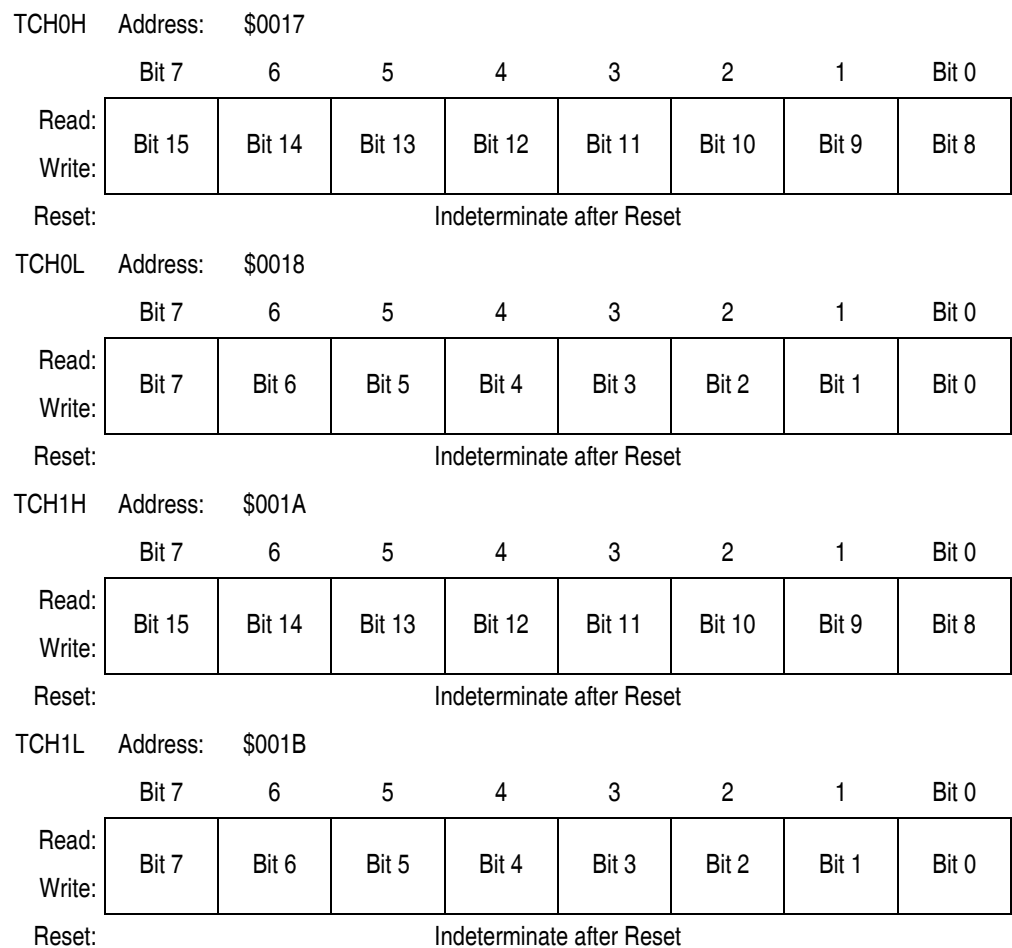 TCH0H Address: $0017
Bit 7 6 5 4 3 2 1 Bit 0
Read:
Bit 15 Bit 14 Bit 13 Bit 12 Bit 11 Bit 10 Bit 9 Bit 8
Write:
Reset: Indeterminate after Reset
TCH0L Address: $0018
Bit 7 6 5 4 3 2 1 Bit 0
Read:
Bit 7 Bit 6 Bit 5 Bit 4 Bit 3 Bit 2 Bit 1 Bit 0
Write:
Reset: Indeterminate after Reset
TCH1H Address: $001A
Bit 7 6 5 4 3 2 1 Bit 0
Read:
Bit 15 Bit 14 Bit 13 Bit 12 Bit 11 Bit 10 Bit 9 Bit 8
Write:
Reset: Indeterminate after Reset
TCH1L Address: $001B
Bit 7 6 5 4 3 2 1 Bit 0
Read:
Bit 7 Bit 6 Bit 5 Bit 4 Bit 3 Bit 2 Bit 1 Bit 0
Write:
Reset: Indeterminate after Reset